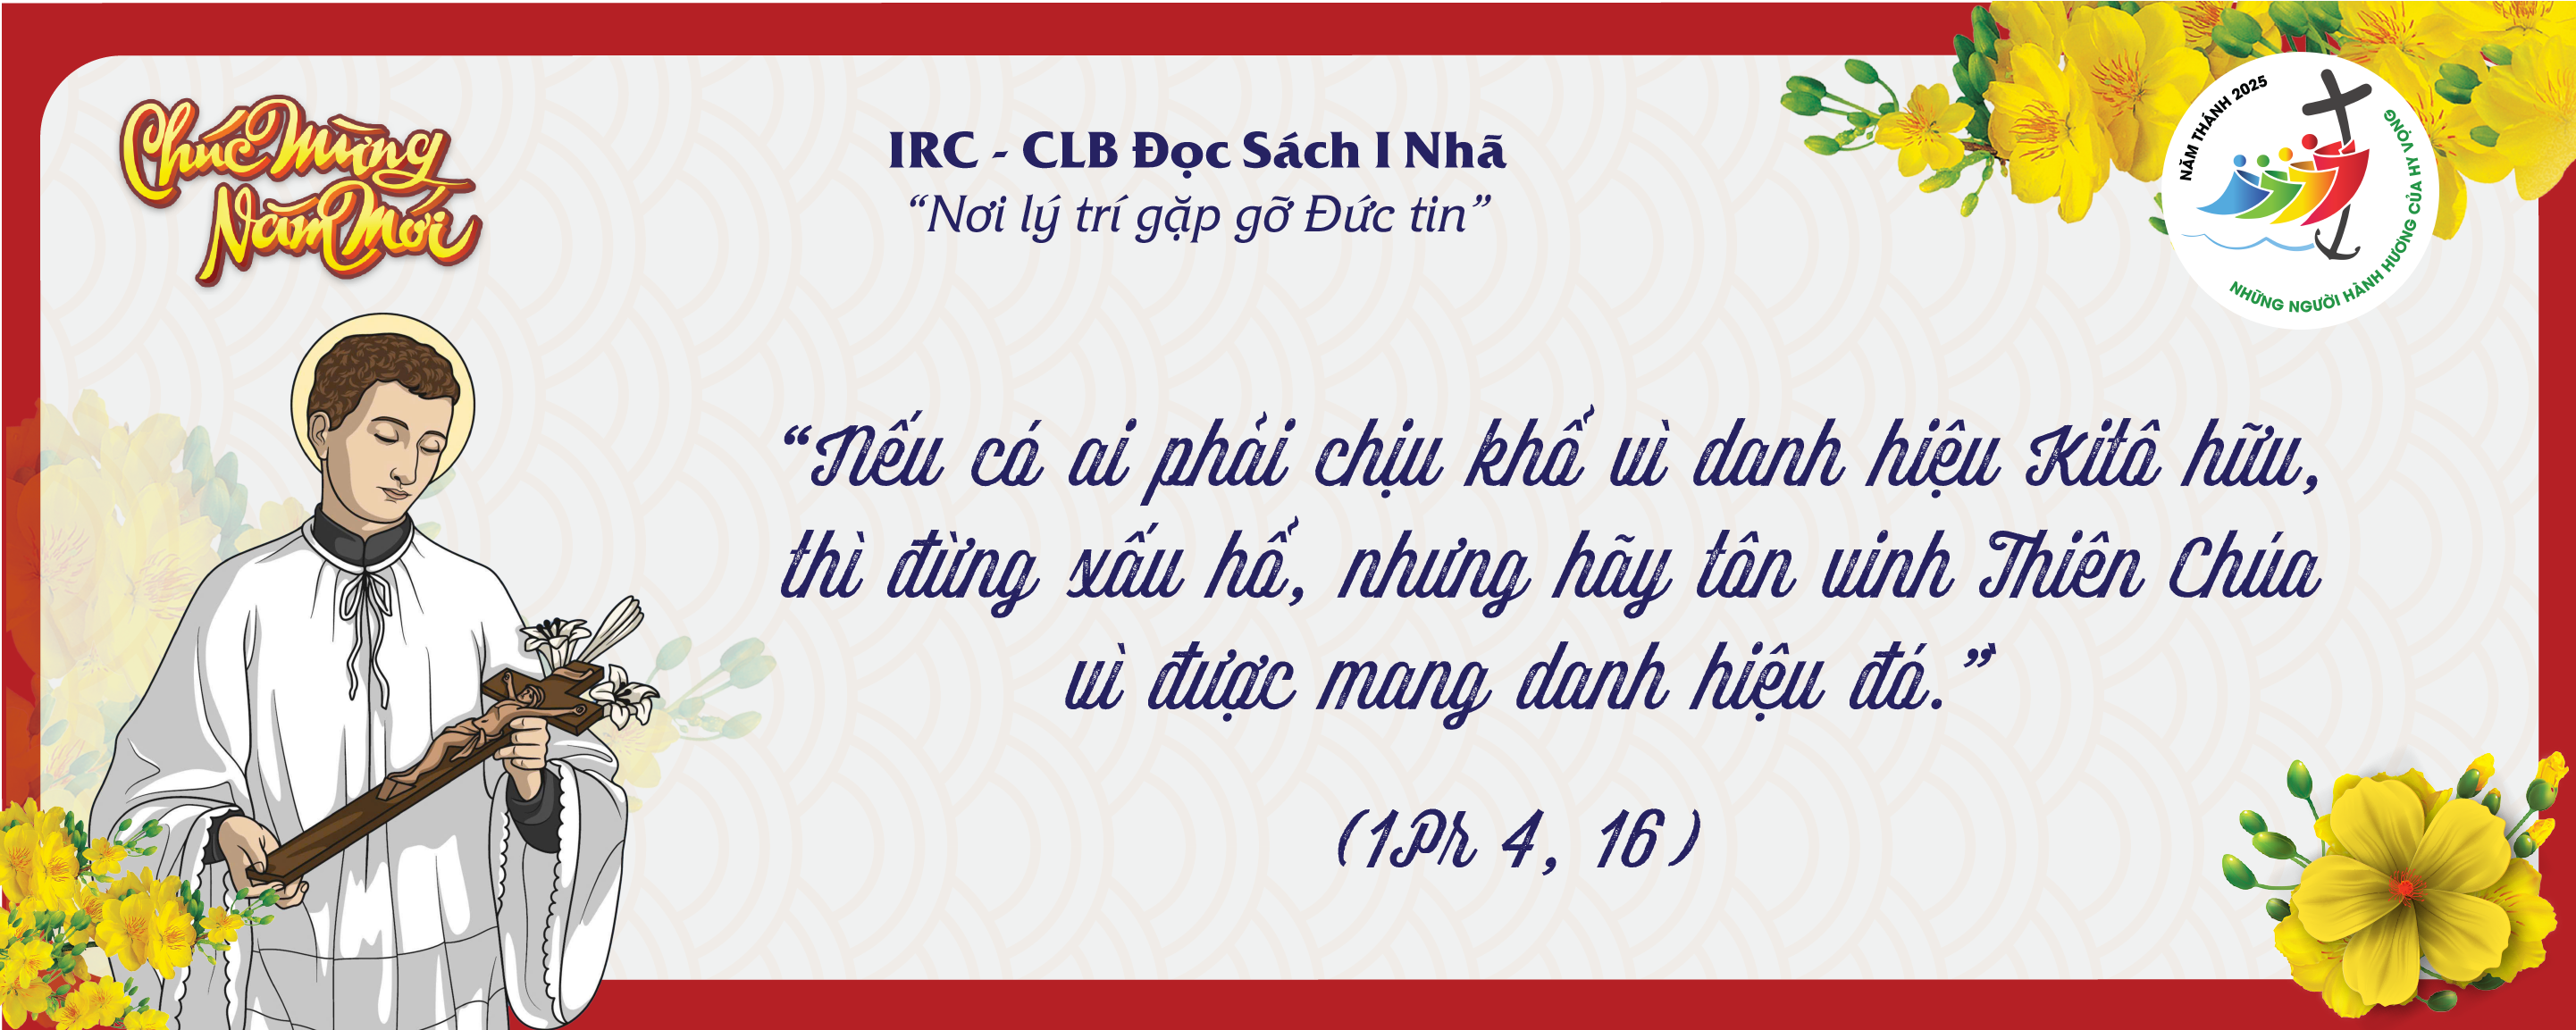 Chúc Mừng
Năm Mới
IRC - CLB Đọc Sách I Nhã
“Nơi lý trí gặp gỡ Đức tin”
NĂM THÁNH 2025
NHỮNG NGƯỜI HÀNH HƯƠNG CỦA HY VỌNG
“Nếu có ai phải chịu khổ vì danh hiệu Kitô hữu,
thì đừng xấu hổ, nhưng hãy tôn vinh Thiên Chúa
vì được mang danh hiệu đó.”
(1Pr 4, 16)